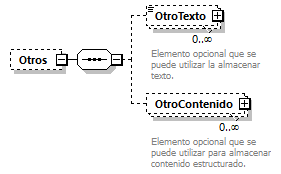 OtroTexto
0..∞
Elemento opcional que se
puede utilizar la almacenar
texto.
Otros
OtroContenido
0..∞
Elemento opcional que se
puede utilizar para almacenar
contenido estructurado.